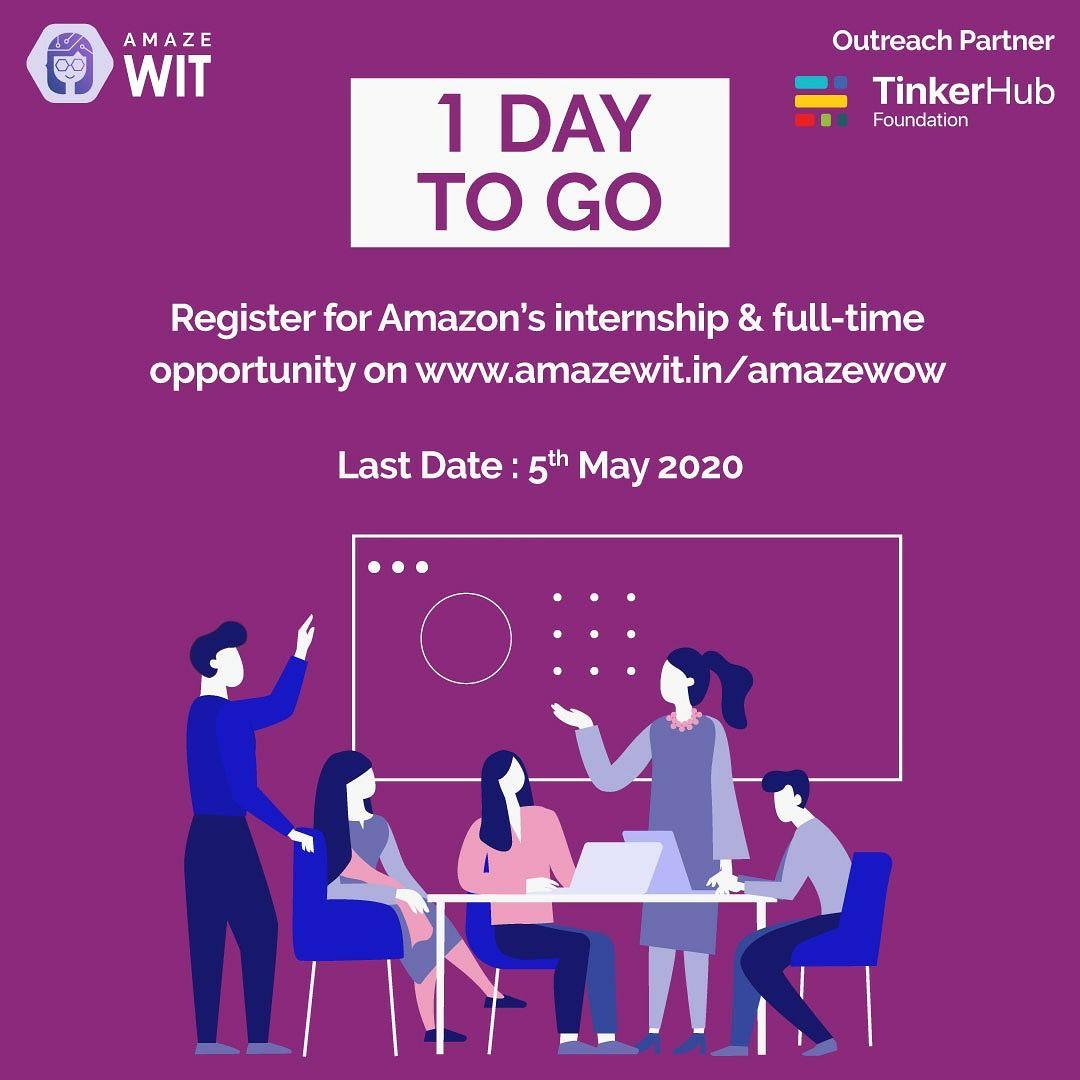 AMAZE
WIT
Outreach Partner
TinkerHub
Foundation
1 DAY
TO GO
Register for Amazon’s internship & full-time
opportunity on www.amazewit.in/amazewow
Last Date : 5th May 2020